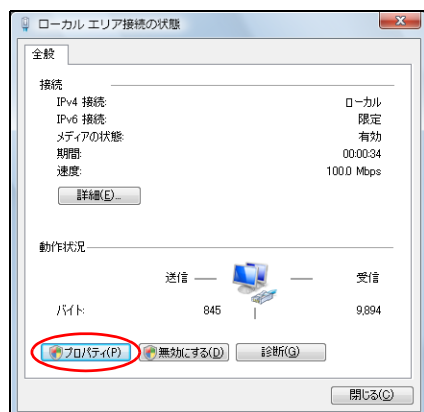 ローカル エリア接続の状態
全般
接続
IPv4 接続: ローカル
IPv6 接続: 限定
メディアの状態: 有効
期間: 00:00:34
速度: 100.0 Mbps
詳細(E)...
動作状況
送信 受信
バイト: 845 9,894
プロパティ(P) 無効にする(D) 診断(G)
閉じる(C)